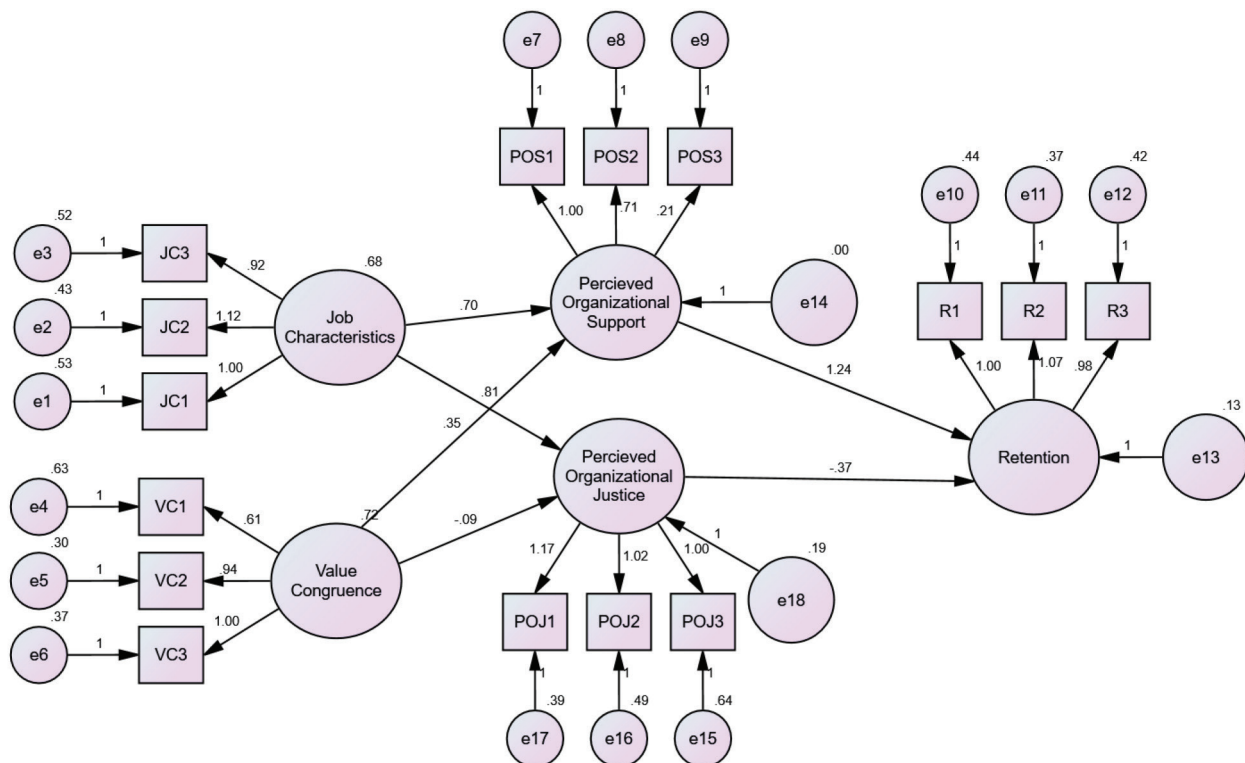 e7
e8
e9
1
1
1
POS1
POS2
POS3
1.00
.71
.21
.44
.37
.42
e10
e11
e12
1
1
1
R1
R2
R3
1.00
1.07
.98
.52
e3
1
JC3
.92
.43
e2
1
JC2
1.12
.53
e1
1
JC1
1.00
.68
Job
Characteristics
.70
.81
.35
Percieved
Organizational
Support
.00
1
e14
1.24
.63
e4
1
VC1
.61
.30
e5
1
VC2
.94
.37
e6
1
VC3
1.00
.72
Value
Congruence
-.09
Percieved
Organizational
Justice
-.37
Retention
.13
1
e13
1.17
1.02
1.00
1
.19
e18
POJ1
POJ2
POJ3
1
1
1
.39
.49
.64
e17
e16
e15